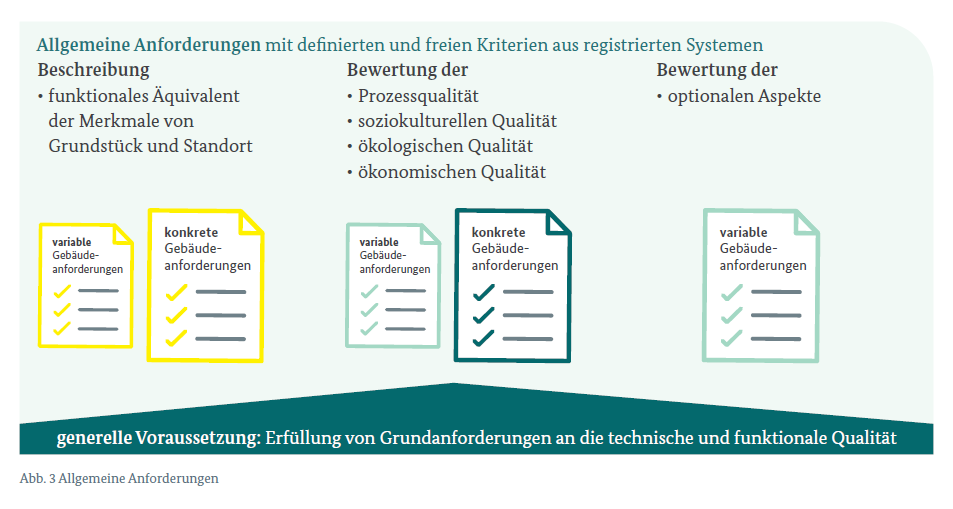 Allgemeine Anforderungen mit definierten und freien Kriterien aus registrierten Systemen
Beschreibung
• funktionales Äquivalent
der Merkmale von
Grundstück und Standort
Bewertung der
• Prozessqualität
• soziokulturellen Qualität
• ökologischen Qualität
• ökonomischen Qualität
Bewertung der
• optionalen Aspekte
variable
Gebäude-
anforderungen
konkrete
Gebäude-
anforderungen
variable
Gebäude-
anforderungen
konkrete
Gebäude-
anforderungen
variable
Gebäude-
anforderungen
generelle Voraussetzung: Erfüllung von Grundanforderungen an die technische und funktionale Qualität
Abb. 3 Allgemeine Anforderungen